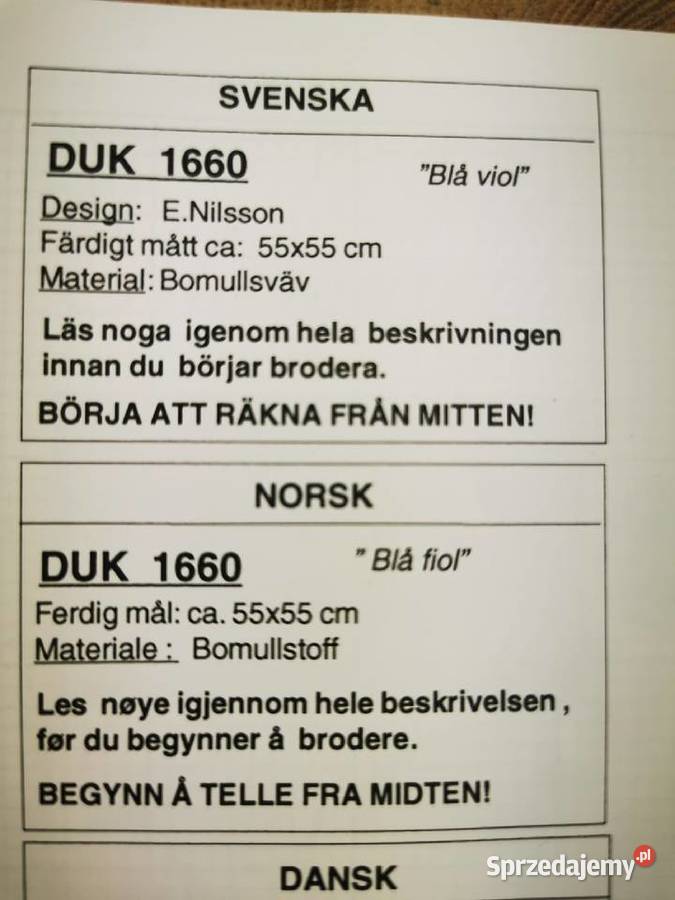 SVENSKA
DUK 1660 "Blå viol"
Design: E.Nilsson
Färdigt mått ca: 55x55 cm
Material: Bomullsväv
Läs noga igenom hela beskrivningen
innan du börjar brodera.
BÖRJA ATT RÄKNA FRÅN MITTEN!
NORSK
DUK 1660 " Blå fiol"
Ferdig mål: ca. 55x55 cm
Materiale : Bomullstoff
Les nøye igjennom hele beskrivelsen ,
før du begynner å brodere.
BEGYNN Å TELLE FRA MIDTEN!
DANSK
Sprzedajemy.pl